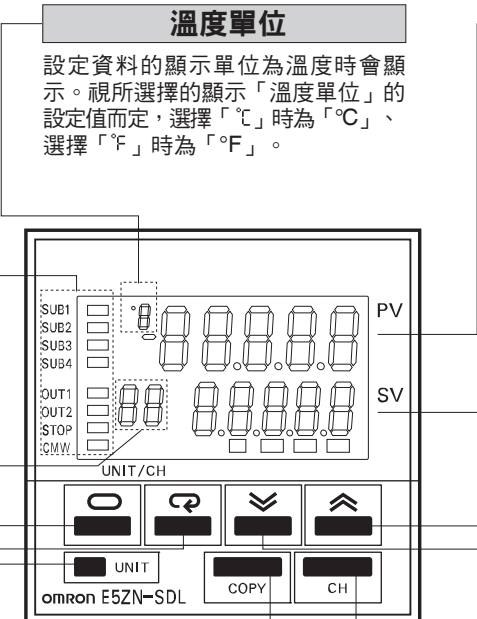 溫度單位
設定資料的顯示單位為溫度時會顯
示。視所選擇的顯示「溫度單位」的
設定值而定，選擇「℃」時為「°C」、
選擇「℉」時為「°F」。
SUB1
SUB2
SUB3
SUB4
PV
OUT1
OUT2
STOP
CMW
SV
UNIT/CH
UNIT
COPY
CH
omron E5ZN-SDL